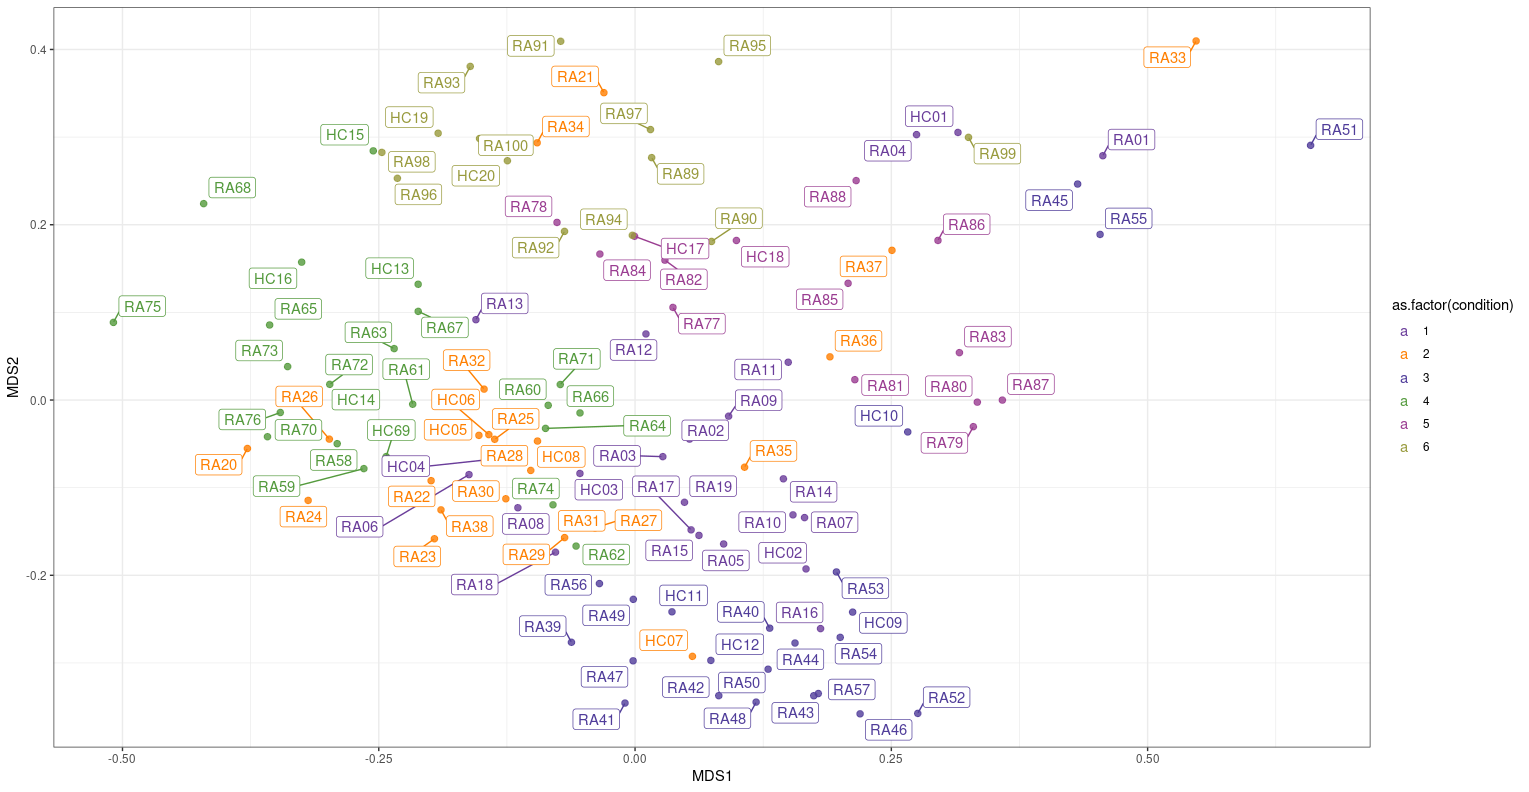 RA91
RA95
0.4
RA33
RA93
RA21
HC19
RA97
HC01
HC15
RA34
RA51
RA100
RA01
RA04
RA99
RA98
HC20
RA89
RA68
RA96
RA88
RA45
RA78
RA94
RA90
RA55
0.2
RA86
RA92
HC17
HC18
HC13
RA84
RA37
HC16
RA82
RA85
RA75
RA65
RA13
RA67
RA77
RA63
RA12
RA36
RA83
RA73
RA72
RA61
RA32
RA71
RA11
RA60
RA66
RA81
RA80
RA87
RA26
HC14
HC06
RA09
0.0
RA76
RA70
HC69
HC05
RA25
RA64
RA02
HC10
RA79
RA20
RA58
HC04
RA28
HC08
RA03
RA35
RA59
RA22
RA30
RA74
HC03
RA17
RA19
RA14
RA24
RA06
RA38
RA08
RA31
RA27
RA10
RA07
RA23
RA29
RA62
RA15
RA05
HC02
-0.2
RA18
RA56
RA53
HC11
RA39
RA49
RA40
RA16
HC09
HC07
HC12
RA44
RA54
RA47
RA42
RA50
RA57
RA52
RA41
RA48
RA43
RA46
-0.50
-0.25
0.00
0.25
0.50
MDS1
MDS2
as.factor(condition)
a 1
a 2
a 3
a 4
a 5
a 6